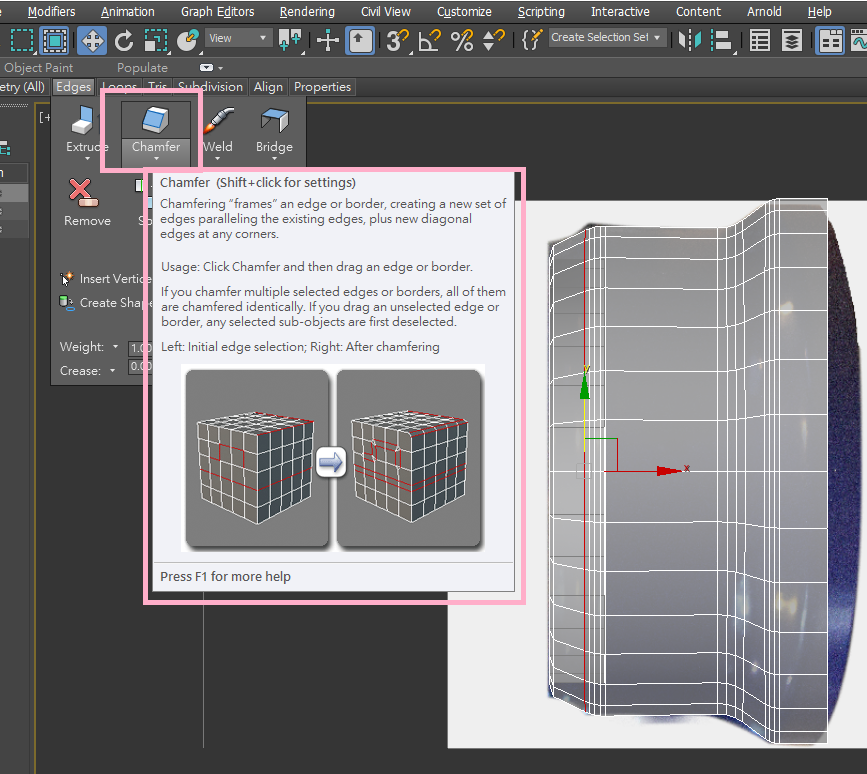 Modifiers Animation Graph Editors Rendering Civil View Customize Scripting Interactive Content Arnold Help
View
3
Create Selection Set
Object Paint Populate
Edges Loops Tris Subdivision Align Properties
[+
Extrude Chamfer Weld Bridge
Remove
Chamfer (Shift+click for settings)
Chamfering "frames" an edge or border, creating a new set of
edges paralleling the existing edges, plus new diagonal
edges at any corners.
Usage: Click Chamfer and then drag an edge or border.
If you chamfer multiple selected edges or borders, all of them
are chamfered identically. If you drag an unselected edge or
border, any selected sub-objects are first deselected.
Left: Initial edge selection; Right: After chamfering
Insert Vertic
Create Shap
Weight: 1.00
Crease: 0.00
Press F1 for more help
y
x